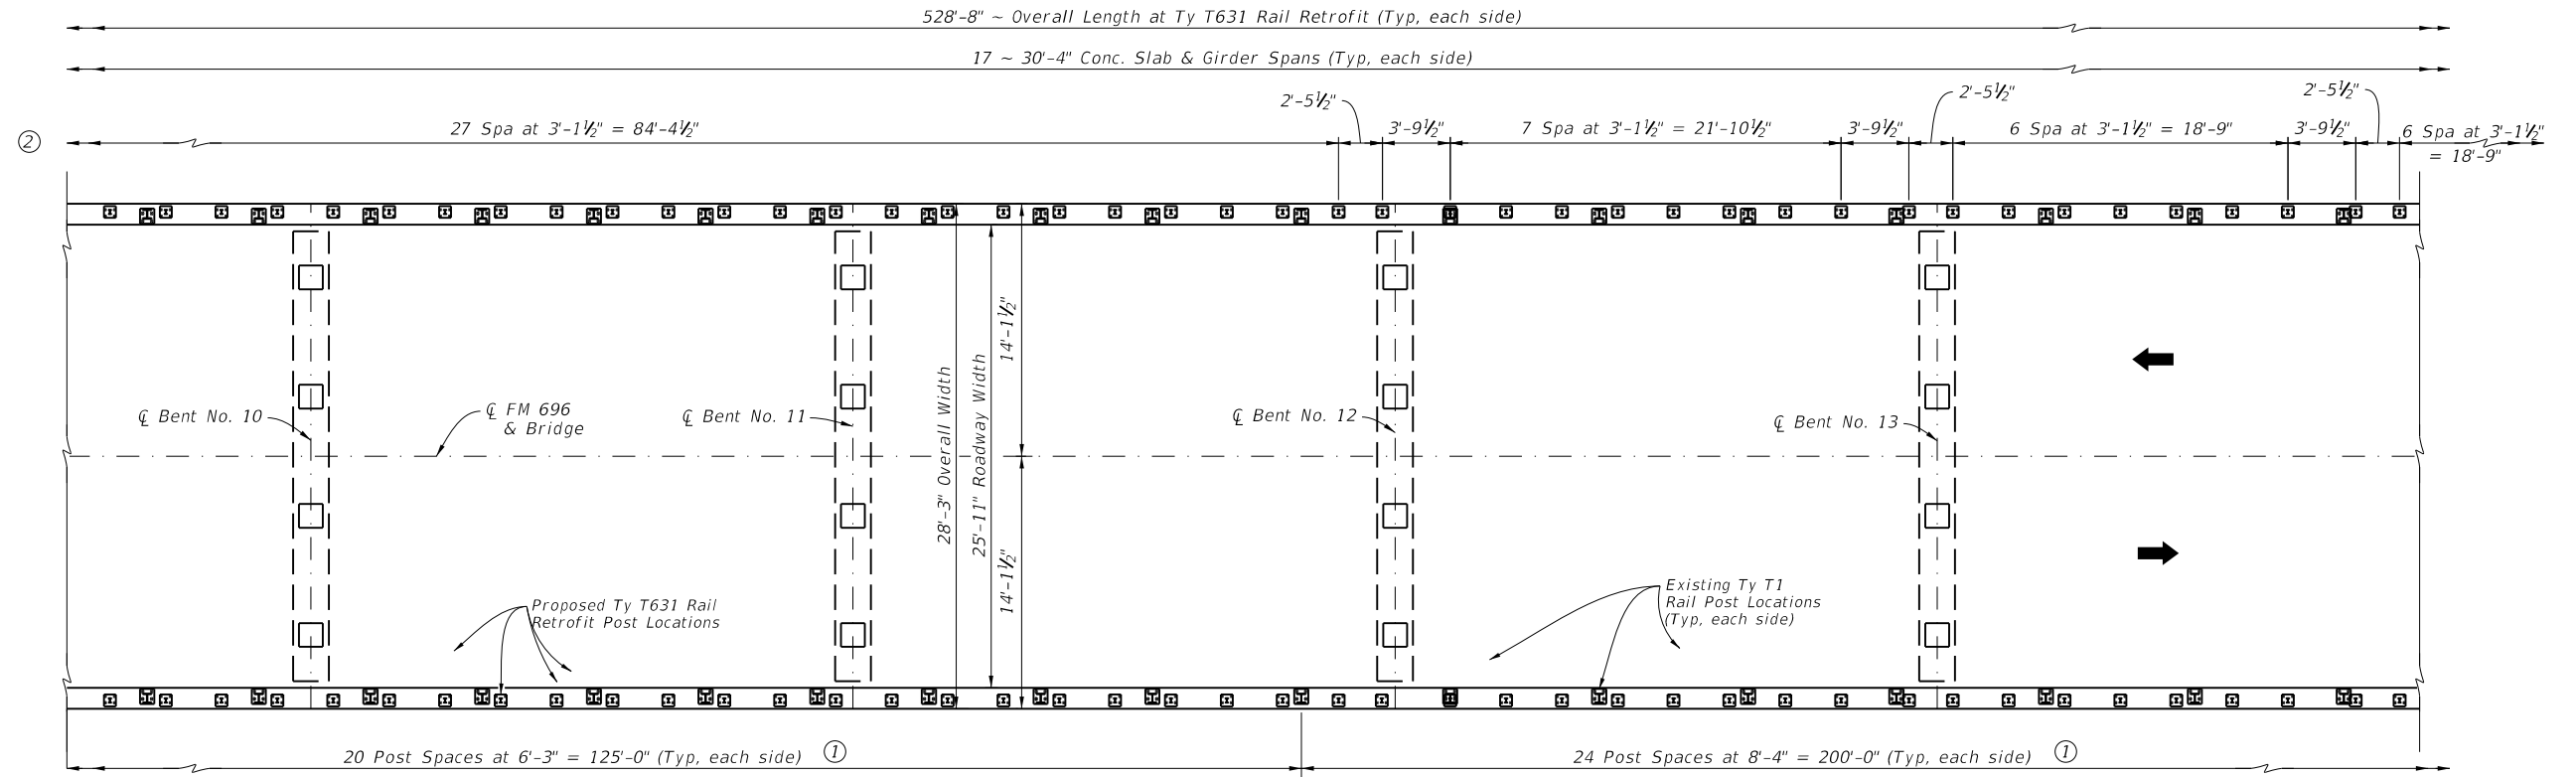 528'-8" ~ Overall Length at Ty T631 Rail Retrofit (Typ, each side)
17 ~ 30'-4" Conc. Slab & Girder Spans (Typ, each side)
2'-5½"
2'-5½"
2'-5½"
②
27 Spa at 3'-1½" = 84'-4½"
3'-9½"
7 Spa at 3'-1½" = 21'-10½"
3'-9½"
6 Spa at 3'-1½" = 18'-9"
3'-9½"
6 Spa at 3'-1½"
= 18'-9"
28'-3" Overall Width
25'-11" Roadway Width
14'-1½"
14'-1½"
℄ Bent No. 10
℄ FM 696
& Bridge
℄ Bent No. 11
℄ Bent No. 12
℄ Bent No. 13
Proposed Ty T631 Rail
Retrofit Post Locations
Existing Ty T1
Rail Post Locations
(Typ, each side)
20 Post Spaces at 6'-3" = 125'-0" (Typ, each side) ①
24 Post Spaces at 8'-4" = 200'-0" (Typ, each side) ①